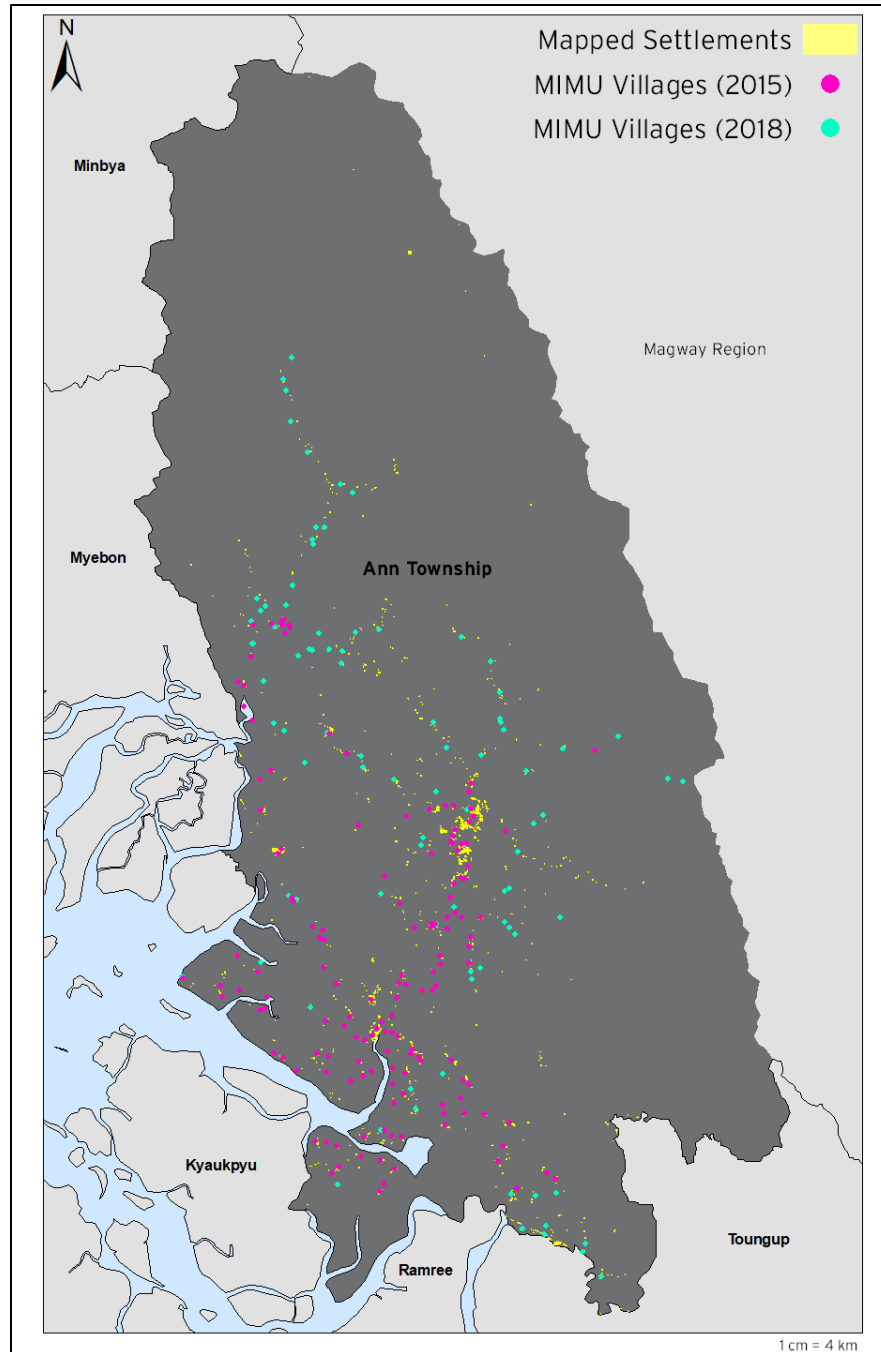 N
Mapped Settlements
MIMU Villages (2015)
MIMU Villages (2018)
Minbya
Magway Region
Myebon
Ann Township
Kyaukpyu
Toungup
Ramree
1 cm = 4 km